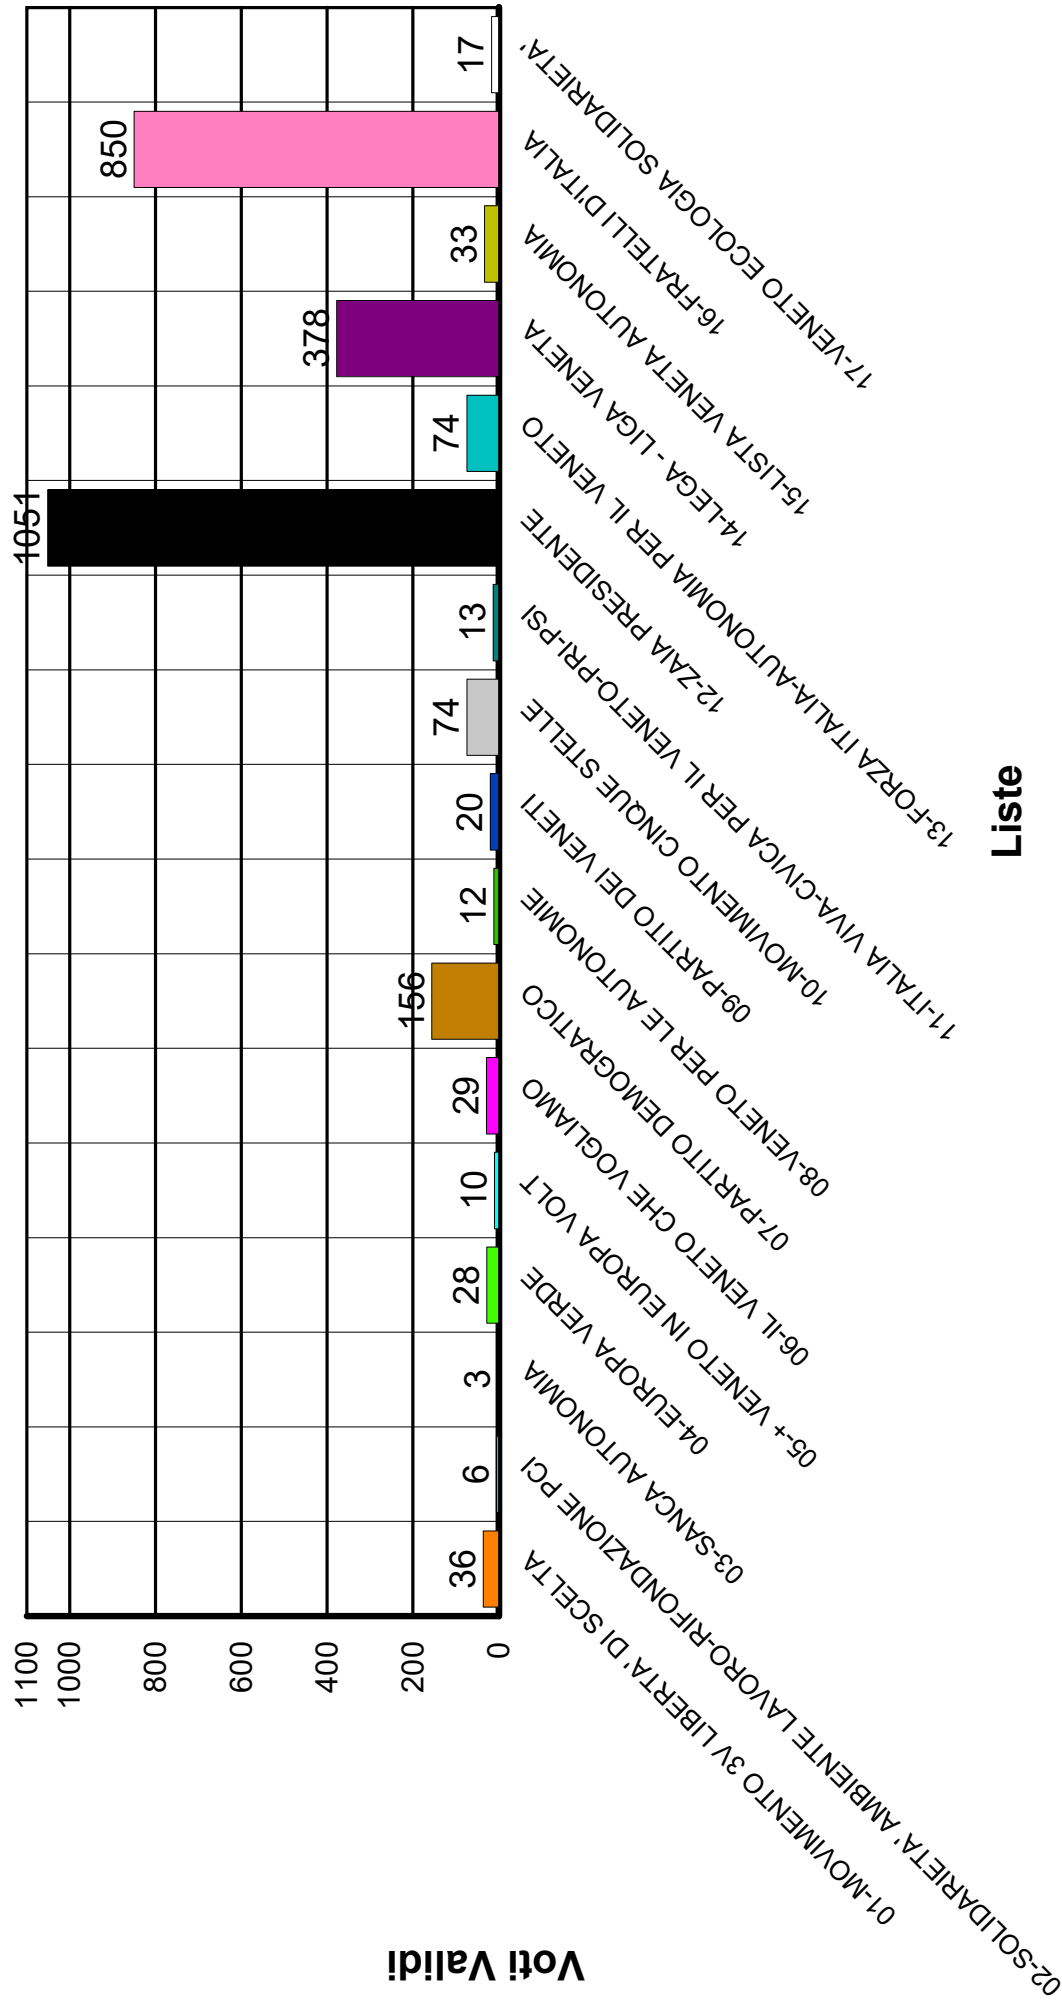 Voti Validi
1100
1000
800
600
400
200
0
36
6
3
28
10
29
156
12
20
74
13
1051
74
378
33
850
17
01-MOVIMENTO 3V LIBERTA' DI SCELTA
02-SOLIDARIETA' AMBIENTE LAVORO-RIFONDAZIONE PCI
03-SANCA AUTONOMIA
04-EUROPA VERDE
05-+ VENETO IN EUROPA VOLT
06-IL VENETO CHE VOGLIAMO
07-PARTITO DEMOGRATICO
08-VENETO PER LE AUTONOMIE
09-PARTITO DEI VENETI
10-MOVIMENTO CINQUE STELLE
11-ITALIA VIVA-CIVICA PER IL VENETO-PRI-PSI
12-ZAIA PRESIDENTE
13-FORZA ITALIA-AUTONOMIA PER IL VENETO
14-LEGA - LIGA VENETA
15-LISTA VENETA AUTONOMIA
16-FRATELLI D'ITALIA
17-VENETO ECOLOGIA SOLIDARIETA'
Liste